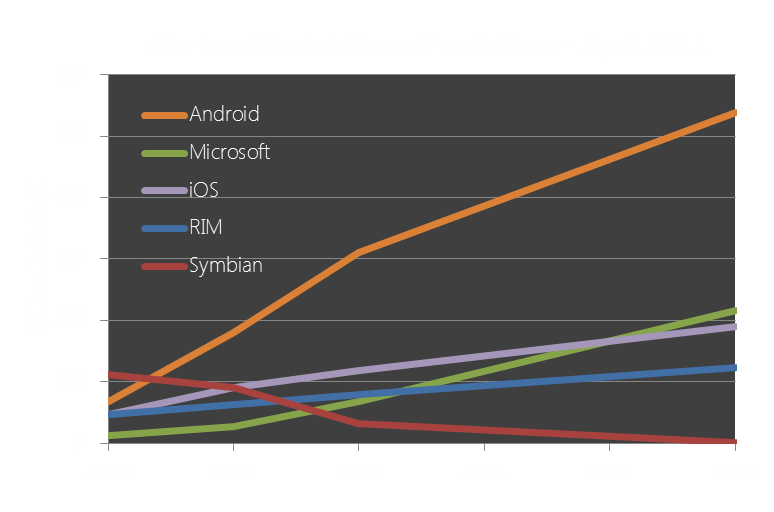 Android
Microsoft
iOS
RIM
Symbian